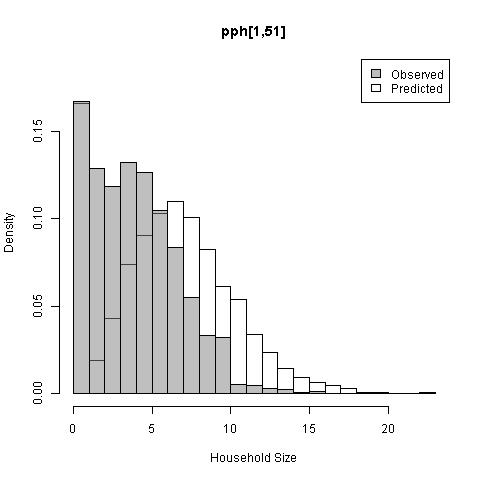 pph[1,51]
Observed
Predicted
Density
0.15
0.10
0.05
0.00
0 5 10 15 20
Household Size